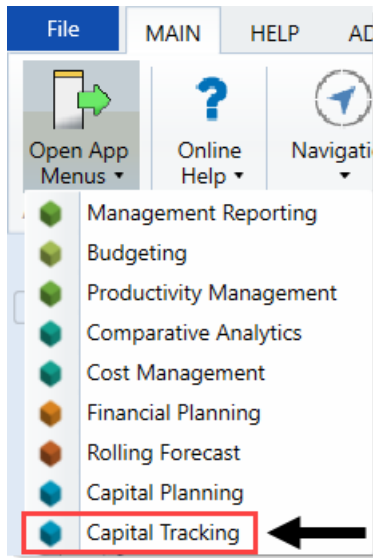 File MAIN HELP
Open App Menus Online Help
Management Reporting
Budgeting
Productivity Management
Comparative Analytics
Cost Management
Financial Planning
Rolling Forecast
Capital Planning
Capital Tracking